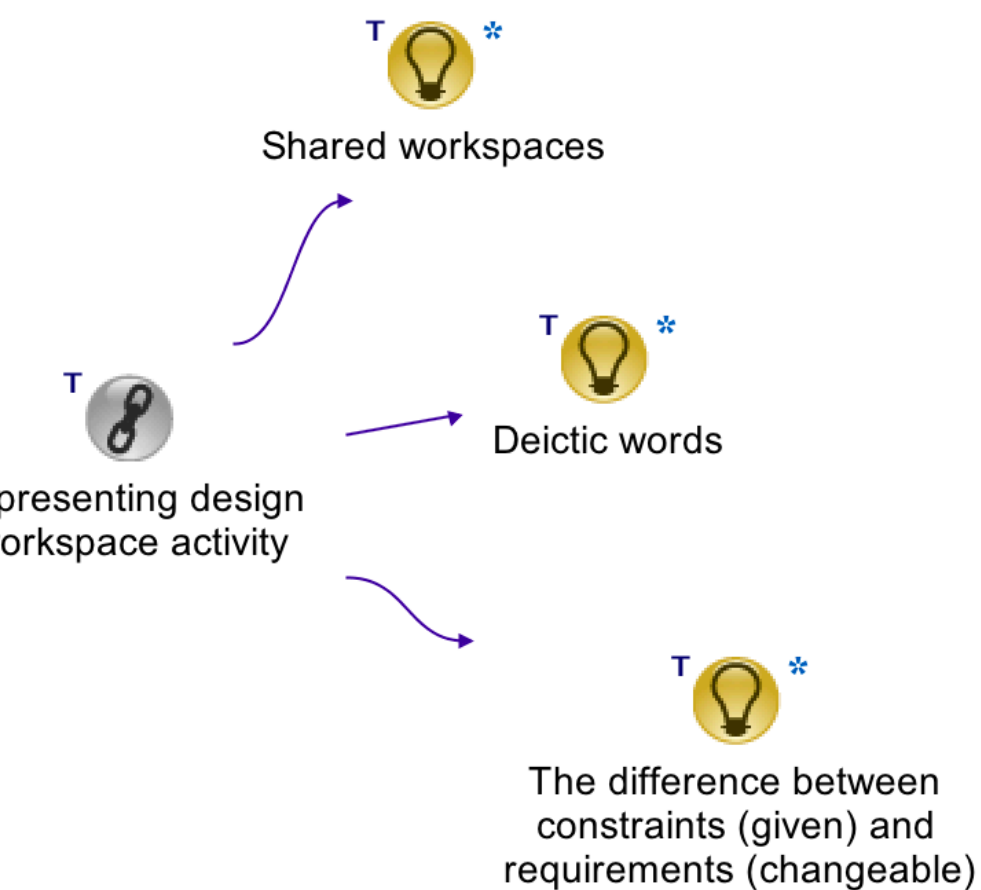 T *
Shared workspaces
T *
Deictic words
T
presenting design
orkspace activity
T *
The difference between
constraints (given) and
requirements (changeable)